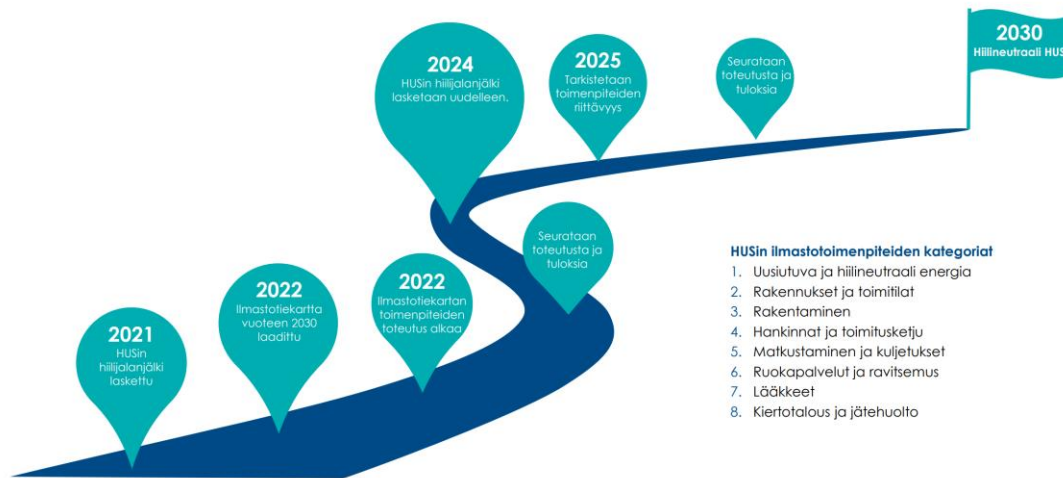 2021
HUSin
hiilijalanjälki
laskettu
2022
Ilmastotiekartta
vuoteen 2030
laadittu
2022
Ilmastotiekartan
toimenpiteiden
toteutus alkaa
Seurataan
toteutusta ja
tuloksia
2024
HUSin hiilijalanjälki
lasketaan uudelleen.
2025
Tarkistetaan
toimenpiteiden
riittävyys
Seurataan
toteutusta ja
tuloksia
2030
Hiilineutraali HUS
HUSin ilmastotoimenpiteiden kategoriat
1. Uusiutuva ja hiilineutraali energia
2. Rakennukset ja toimitilat
3. Rakentaminen
4. Hankinnat ja toimitusketju
5. Matkustaminen ja kuljetukset
6. Ruokapalvelut ja ravitsemus
7. Lääkkeet
8. Kiertotalous ja jätehuolto